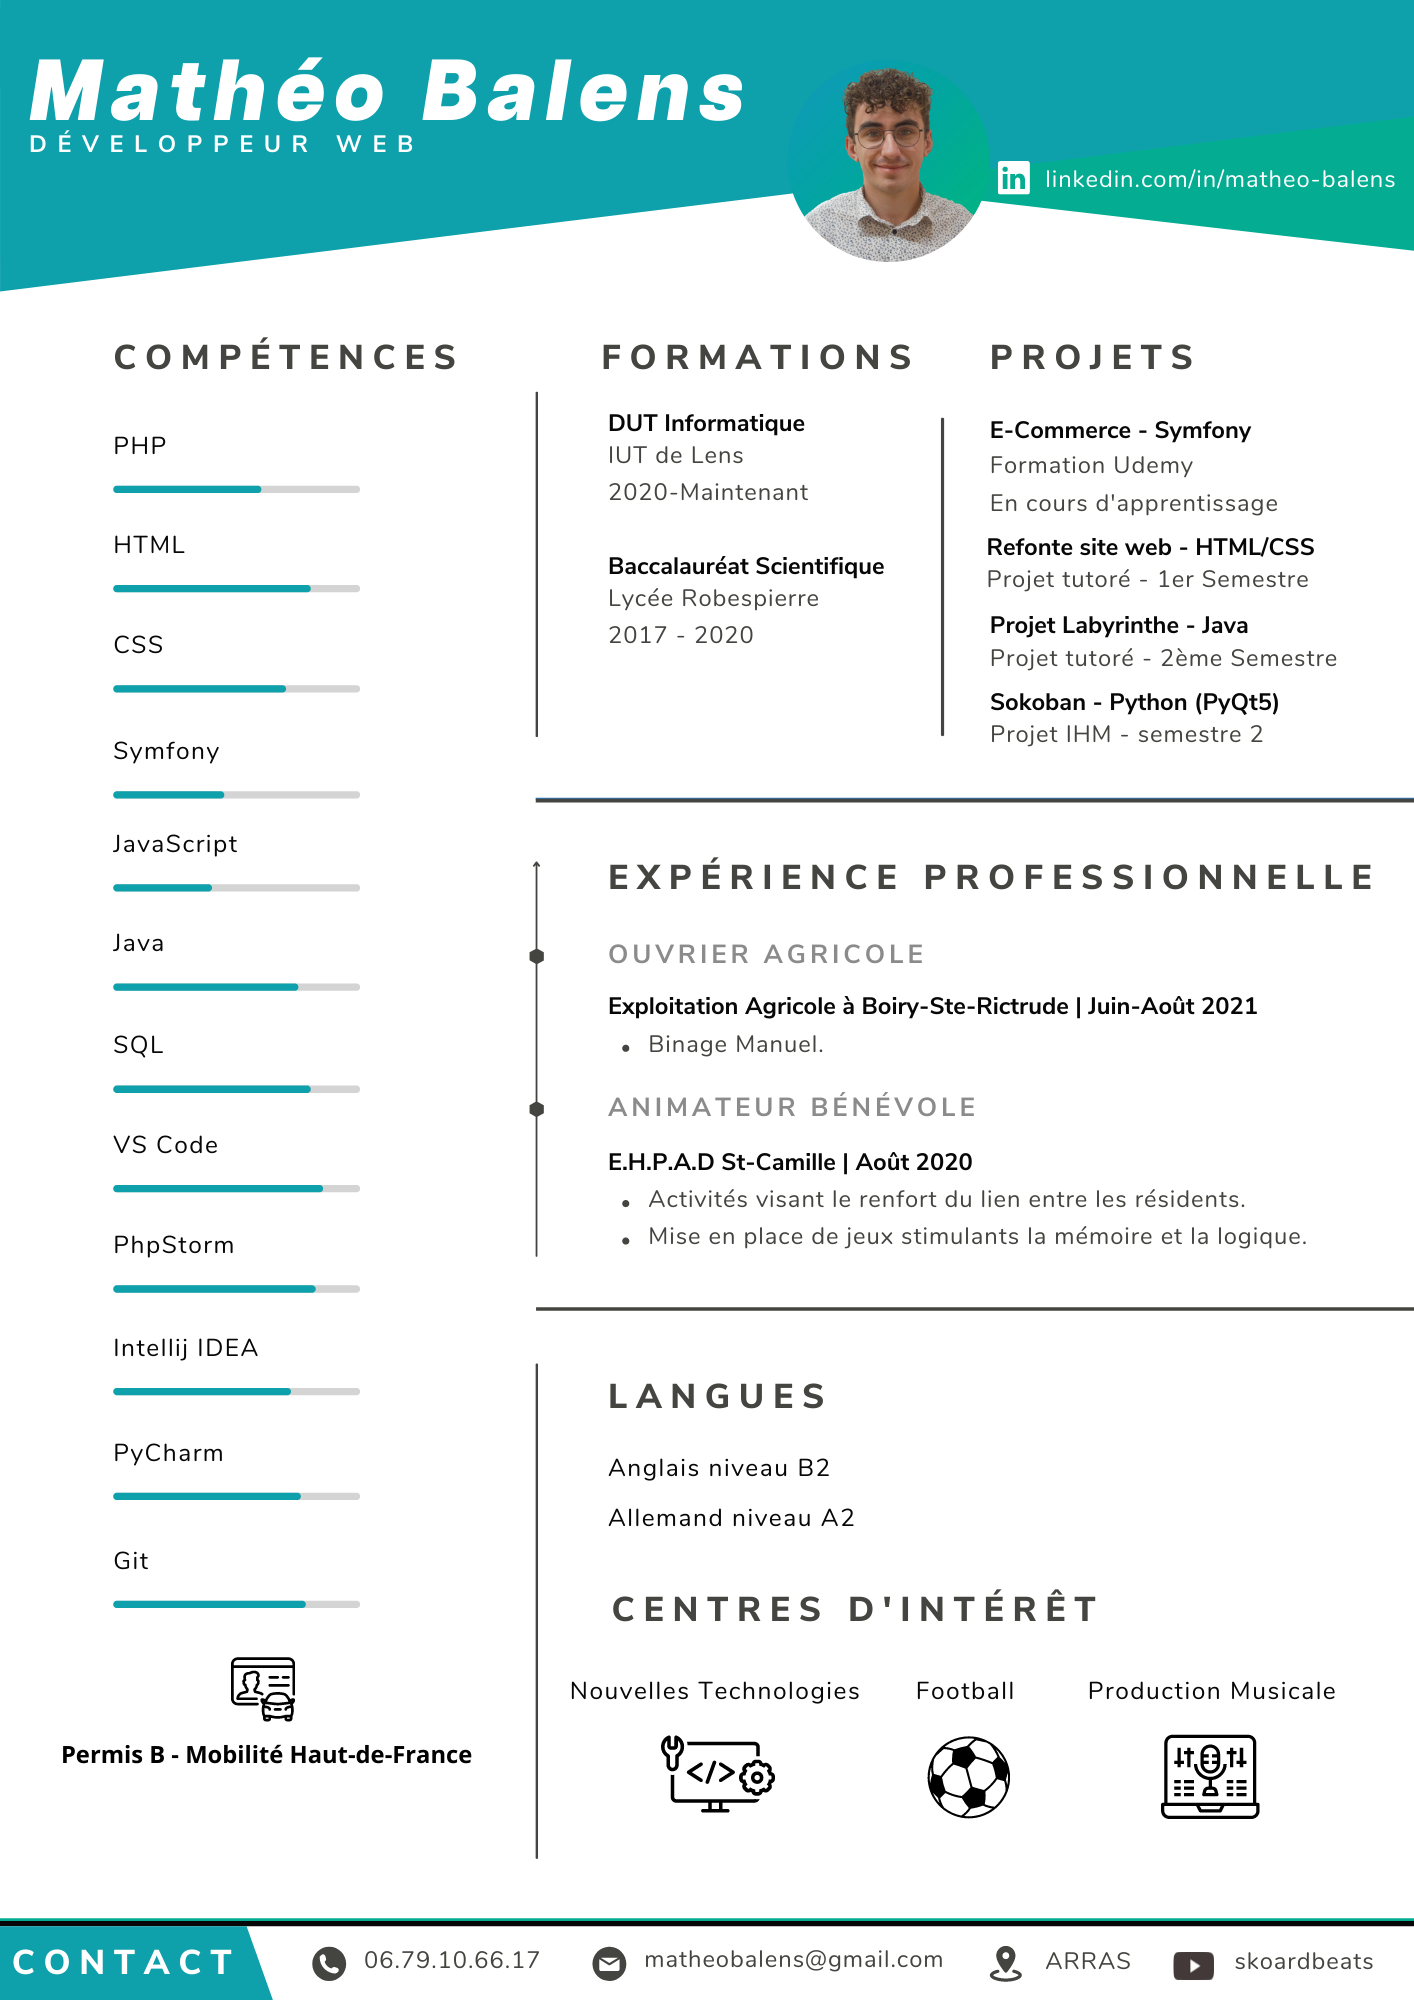 Mathéo Balens
DÉVELOPPEUR WEB
in linkedin.com/in/matheo-balens
COMPÉTENCES
PHP
HTML
CSS
Symfony
JavaScript
Java
SQL
VS Code
PhpStorm
Intellij IDEA
PyCharm
Git
Permis B - Mobilité Haut-de-France
FORMATIONS
DUT Informatique
IUT de Lens
2020-Maintenant
Baccalauréat Scientifique
Lycée Robespierre
2017 - 2020
PROJETS
E-Commerce - Symfony
Formation Udemy
En cours d'apprentissage
Refonte site web - HTML/CSS
Projet tutoré - 1er Semestre
Projet Labyrinthe - Java
Projet tutoré - 2ème Semestre
Sokoban - Python (PyQt5)
Projet IHM - semestre 2
EXPÉRIENCE PROFESSIONNELLE
OUVRIER AGRICOLE
Exploitation Agricole à Boiry-Ste-Rictrude | Juin-Août 2021
• Binage Manuel.
ANIMATEUR BÉNÉVOLE
E.H.P.A.D St-Camille | Août 2020
• Activités visant le renfort du lien entre les résidents.
• Mise en place de jeux stimulants la mémoire et la logique.
LANGUES
Anglais niveau B2
Allemand niveau A2
CENTRES D'INTÉRÊT
Nouvelles Technologies
Football
Production Musicale
</>
CONTACT
06.79.10.66.17
matheobalens@gmail.com
ARRAS
skoardbeats